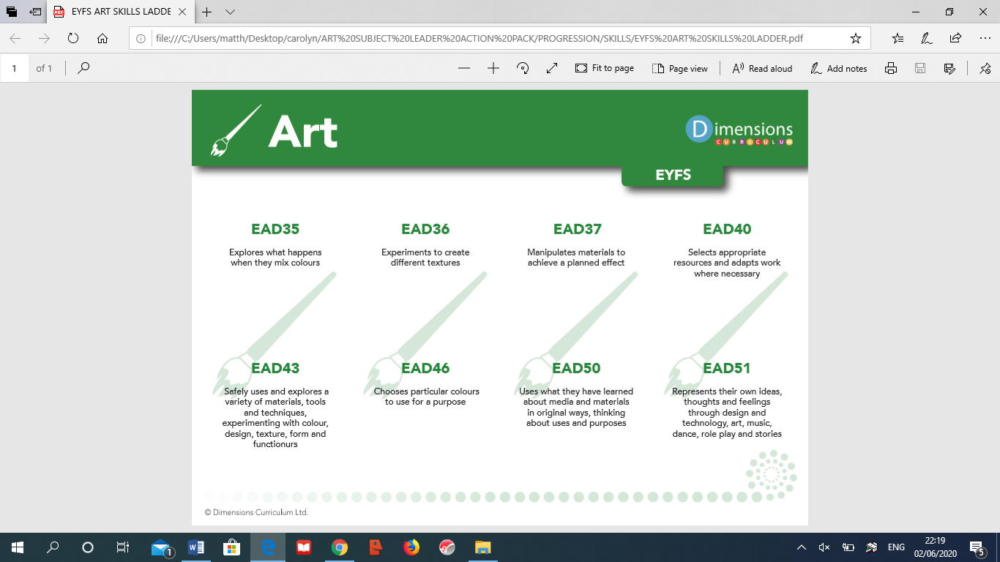 EYFS ART SKILLS LADDE
file:///C:/Users/matth/Desktop/carolyn/ART%20SUBJECT%20LEADER%20ACTION%20PACK/PROGRESSION/SKILLS/EYFS%20ART%20SKILLS%20LADDER.pdf
1 of 1 Fit to page Page view Read aloud Add notes
Art
Dimensions
CURRICULUM
EYFS
EAD35
Explores what happens
when they mix colours
EAD36
Experiments to create
different textures
EAD37
Manipulates materials to
achieve a planned effect
EAD40
Selects appropriate
resources and adapts work
where necessary
EAD43
Safely uses and explores a
variety of materials, tools
and techniques,
experimenting with colour,
design, texture, form and
functionurs
EAD46
Chooses particular colours
to use for a purpose
EAD50
Uses what they have learned
about media and materials
in original ways, thinking
about uses and purposes
EAD51
Represents their own ideas,
thoughts and feelings
through design and
technology, art, music,
dance, role play and stories
© Dimensions Curriculum Ltd.
1
ENG
22:19
02/06/2020
5